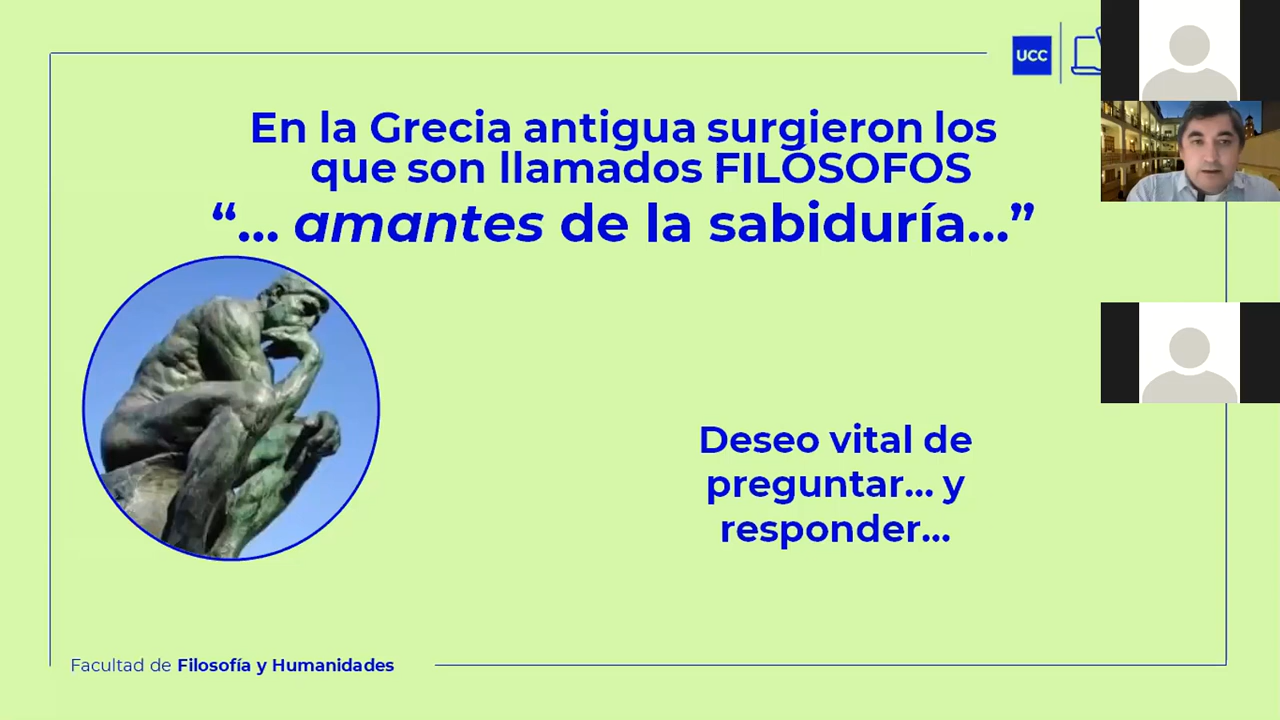 UCC
En la Grecia antigua surgieron los
que son llamados FILÓSOFOS
“... amantes de la sabiduría...”
Deseo vital de
preguntar... y
responder...
Facultad de Filosofía y Humanidades